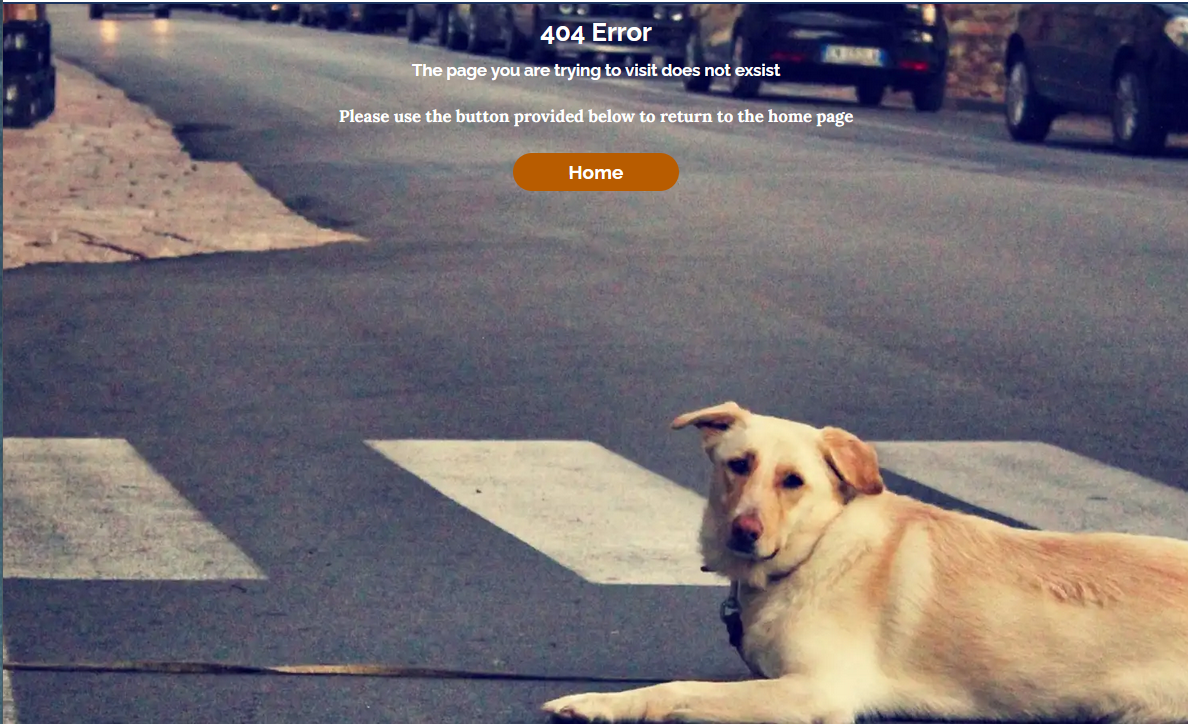 404 Error
The page you are trying to visit does not exsist
Please use the button provided below to return to the home page
Home